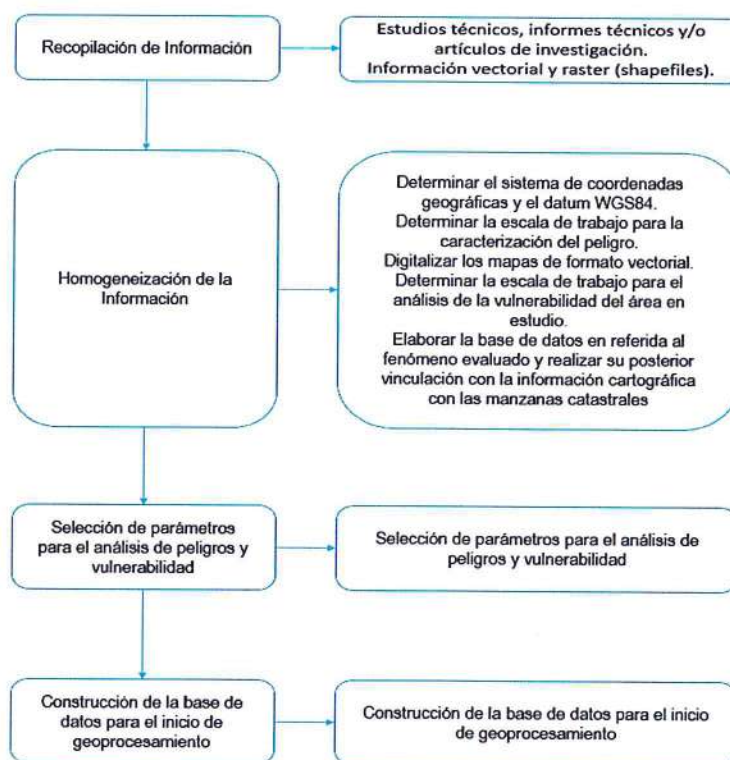 Recopilación de Información
Estudios técnicos, informes técnicos y/o
artículos de investigación.
Información vectorial y raster (shapefiles).
Homogeneización de la
Información
Determinar el sistema de coordenadas
geográficas y el datum WGS84.
Determinar la escala de trabajo para la
caracterización del peligro.
Digitalizar los mapas de formato vectorial.
Determinar la escala de trabajo para el
análisis de la vulnerabilidad del área en
estudio.
Elaborar la base de datos en referida al
fenómeno evaluado y realizar su posterior
vinculación con la información cartográfica
con las manzanas catastrales
Selección de parámetros
para el análisis de peligros y
vulnerabilidad
Selección de parámetros para el análisis de
peligros y vulnerabilidad
Construcción de la base de
datos para el inicio de
geoprocesamiento
Construcción de la base de datos para el inicio
de geoprocesamiento